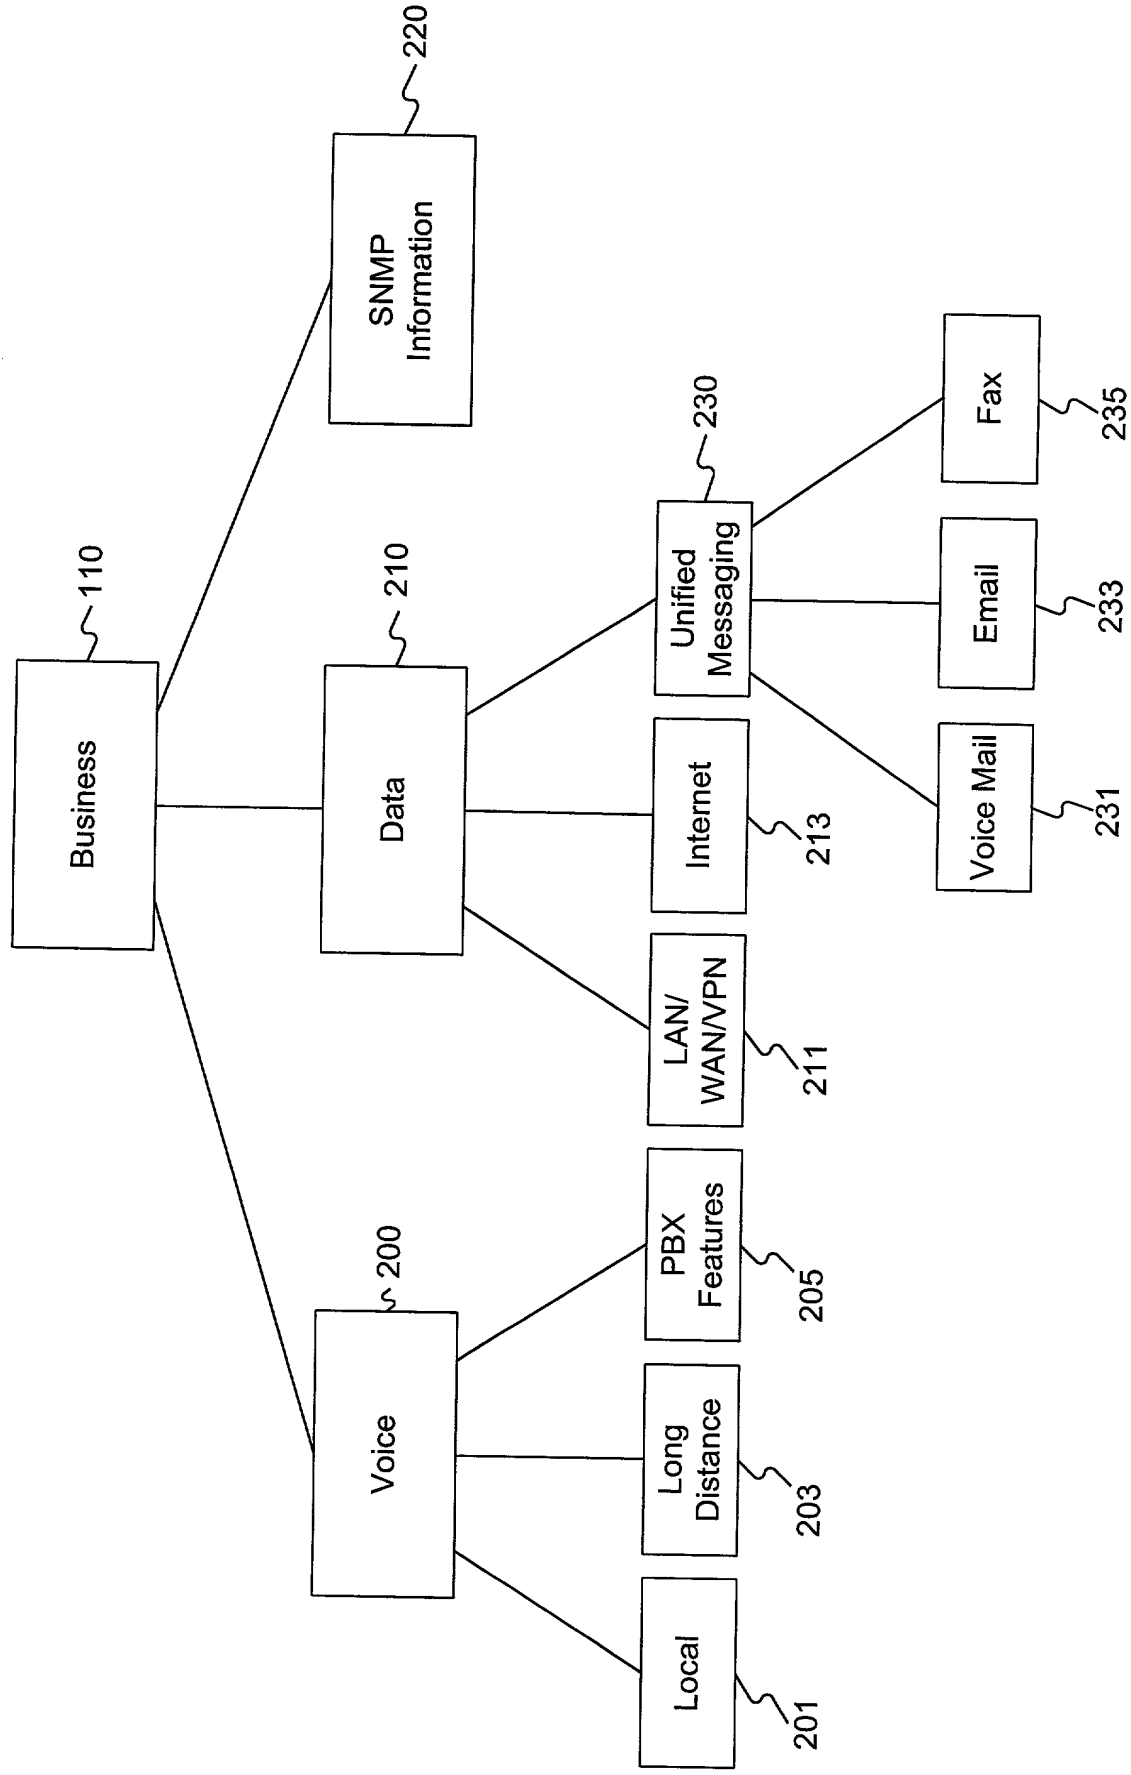 Business
110
Voice
200
Data
210
SNMP
Information
220
Local
201
Long
Distance
203
PBX
Features
205
LAN/
WAN/VPN
211
Internet
213
Unified
Messaging
230
Voice Mail
231
Email
233
Fax
235